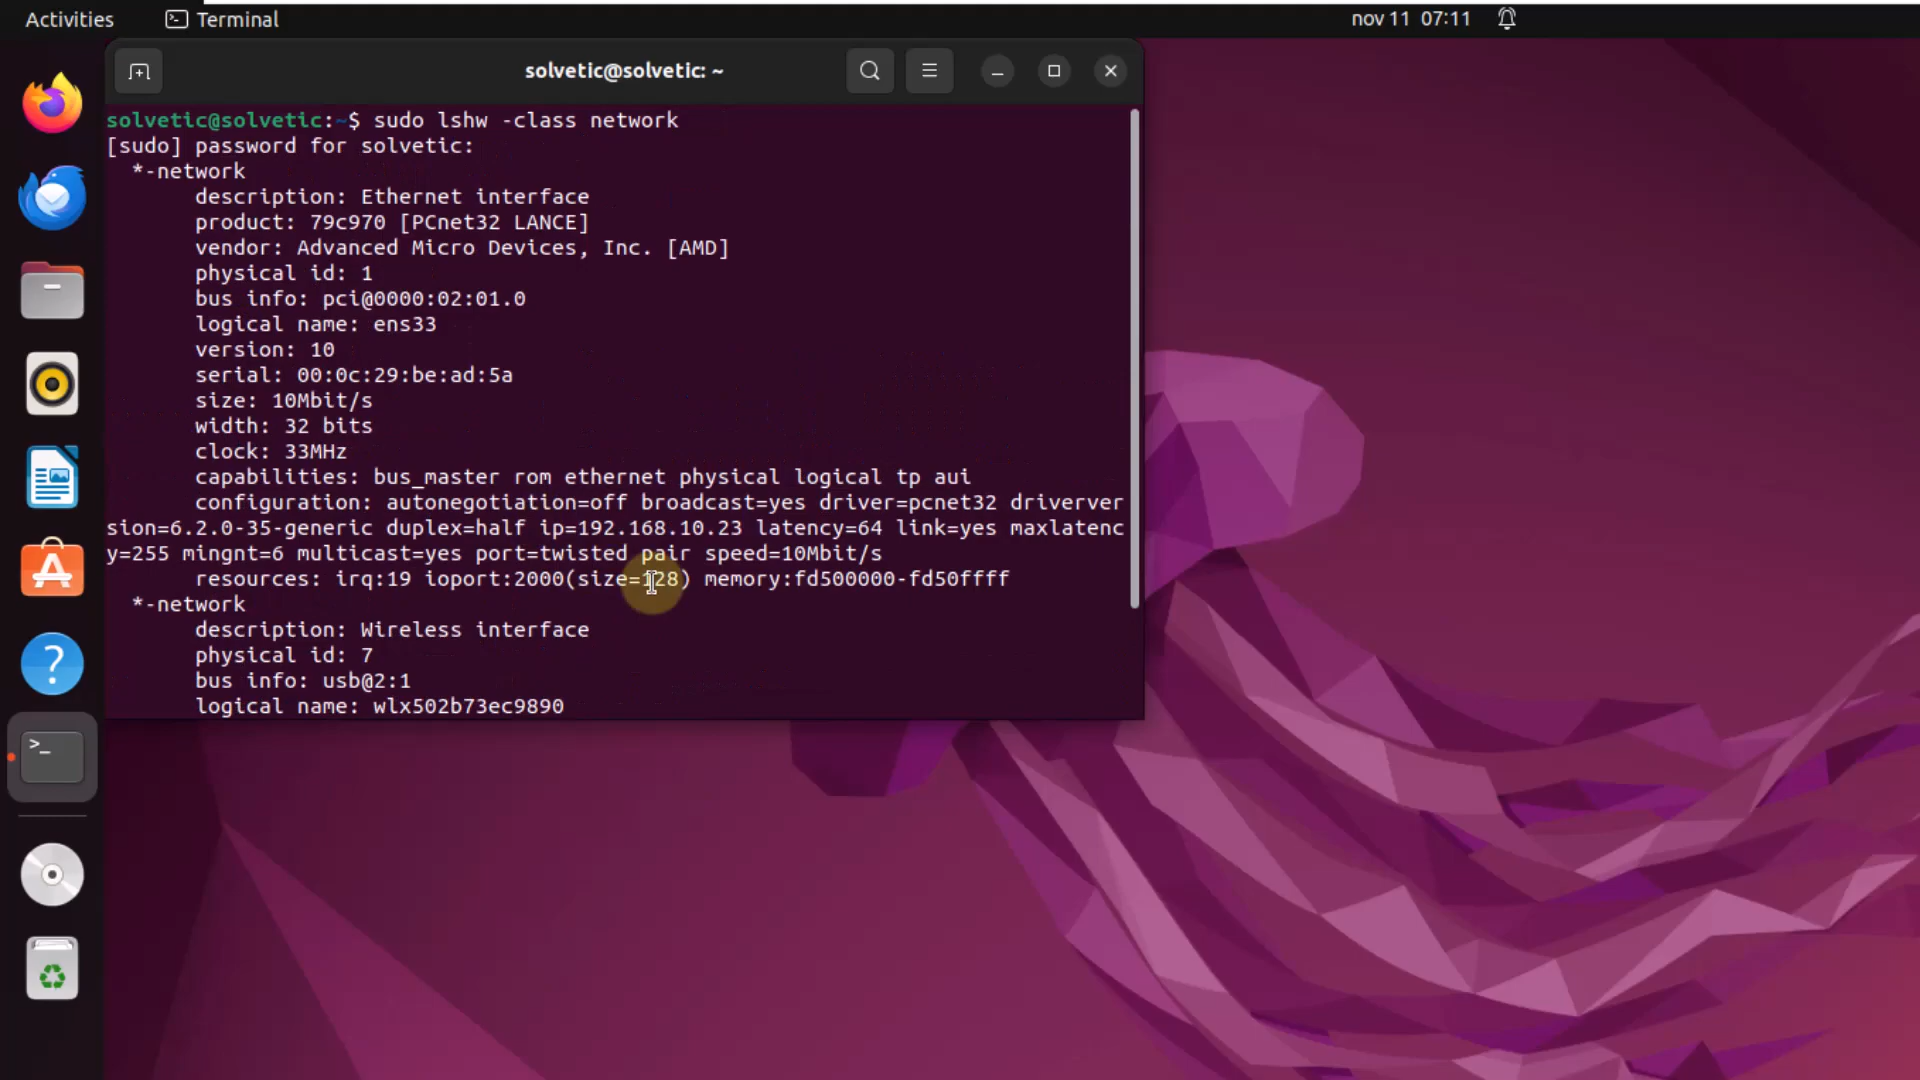 Activities
Terminal
nov 11 07:11
solvetic@solvetic: ~
solvetic@solvetic:~$ sudo lshw -class network
[sudo] password for solvetic:
*-network
description: Ethernet interface
product: 79c970 [PCnet32 LANCE]
vendor: Advanced Micro Devices, Inc. [AMD]
physical id: 1
bus info: pci@0000:02:01.0
logical name: ens33
version: 10
serial: 00:0c:29:be:ad:5a
size: 10Mbit/s
width: 32 bits
clock: 33MHz
capabilities: bus_master rom ethernet physical logical tp aui
configuration: autonegotiation=off broadcast=yes driver=pcnet32 driverver
sion=6.2.0-35-generic duplex=half ip=192.168.10.23 latency=64 link=yes maxlatenc
y=255 mingnt=6 multicast=yes port=twisted pair speed=10Mbit/s
resources: irq:19 ioport:2000(size=128) memory:fd500000-fd50ffff
*-network
description: Wireless interface
physical id: 7
bus info: usb@2:1
logical name: wlx502b73ec9890